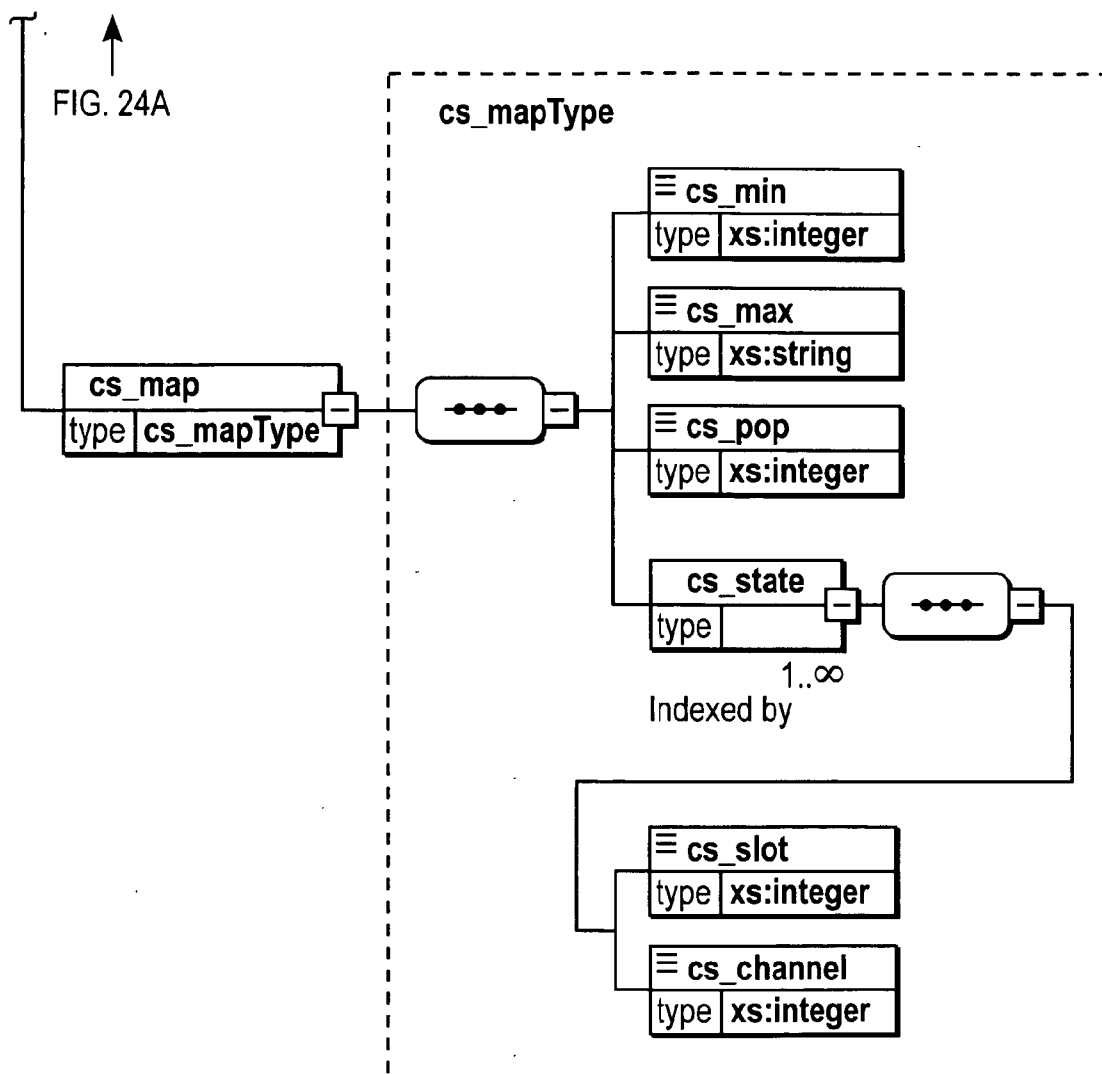 FIG. 24A
cs_mapType
cs_min
type xs:integer
cs_max
type xs:string
cs_map
type cs_mapType
cs_pop
type xs:integer
cs_state
type
1..∞
Indexed by
cs_slot
type xs:integer
cs_channel
type xs:integer